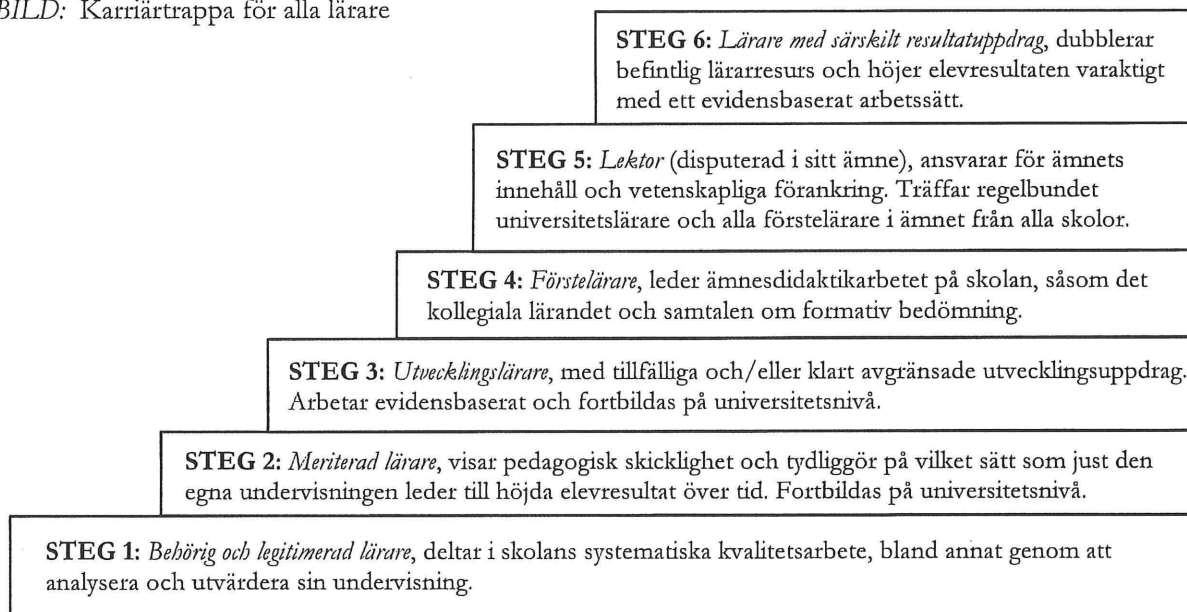 BILD: Karriärtrappa för alla lärare
STEG 6: Lärare med särskilt resultatuppdrag, dubblerar
befintlig lärarresurs och höjer elevresultaten varaktigt
med ett evidensbaserat arbetssätt.
STEG 5: Lektor (disputerad i sitt ämne), ansvarar för ämnets
innehåll och vetenskapliga förankring. Träffar regelbundet
universitetslärare och alla förstelärare i ämnet från alla skolor.
STEG 4: Förstelärare, leder ämnesdidaktikarbetet på skolan, såsom det
kollegiala lärandet och samtalen om formativ bedömning.
STEG 3: Utvecklingslärare, med tillfälliga och/eller klart avgränsade utvecklingsuppdrag.
Arbetar evidensbaserat och fortbildas på universitetsnivå.
STEG 2: Meriterad lärare, visar pedagogisk skicklighet och tydliggör på vilket sätt som just den
egna undervisningen leder till höjda elevresultat över tid. Fortbildas på universitetsnivå.
STEG 1: Behörig och legitimerad lärare, deltar i skolans systematiska kvalitetsarbete, bland annat genom att
analysera och utvärdera sin undervisning.